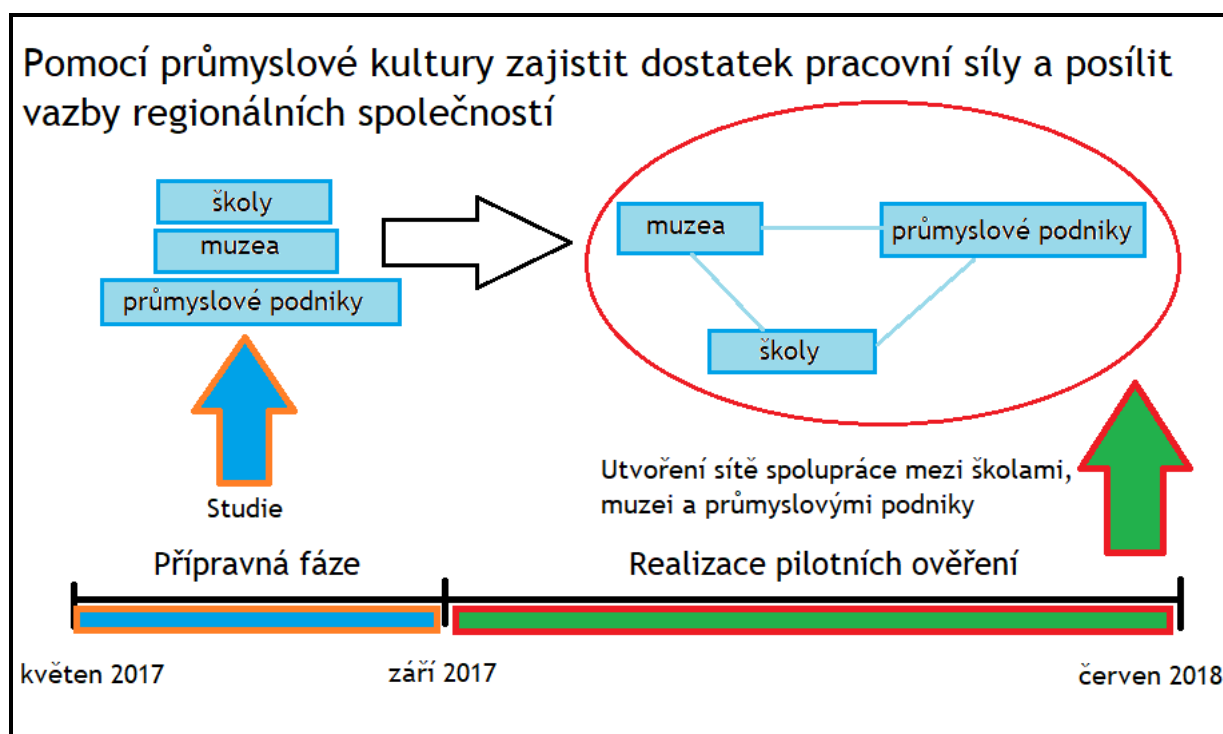 Pomocí průmyslové kultury zajistit dostatek pracovní síly a posílit
vazby regionálních společností
školy
muzea
průmyslové podniky
Studie
muzea
průmyslové podniky
školy
Utvoření sítě spolupráce mezi školami,
muzei a průmyslovými podniky
Přípravná fáze
Realizace pilotních ověření
květen 2017
září 2017
červen 2018